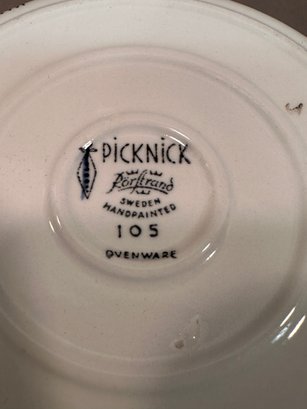 PICKNICK
Rörstrand
SWEDEN
HANDPAINTED
105
OVENWARE